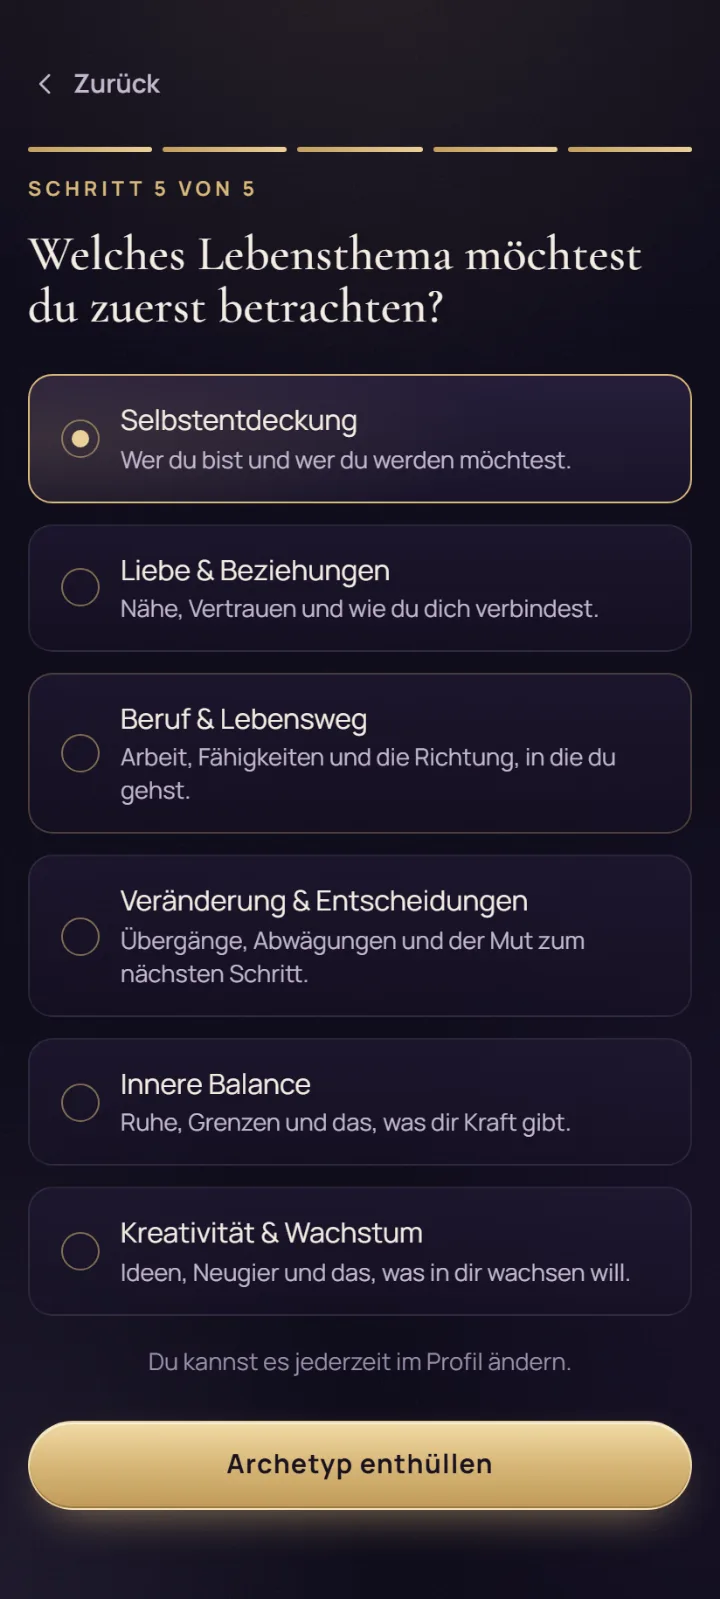 Zurück
SCHRITT 5 VON 5
Welches Lebensthema möchtest
du zuerst betrachten?
Selbstentdeckung
Wer du bist und wer du werden möchtest.
Liebe & Beziehungen
Nähe, Vertrauen und wie du dich verbindest.
Beruf & Lebensweg
Arbeit, Fähigkeiten und die Richtung, in die du
gehst.
Veränderung & Entscheidungen
Übergänge, Abwägungen und der Mut zum
nächsten Schritt.
Innere Balance
Ruhe, Grenzen und das, was dir Kraft gibt.
Kreativität & Wachstum
Ideen, Neugier und das, was in dir wachsen will.
Du kannst es jederzeit im Profil ändern.
Archetyp enthüllen